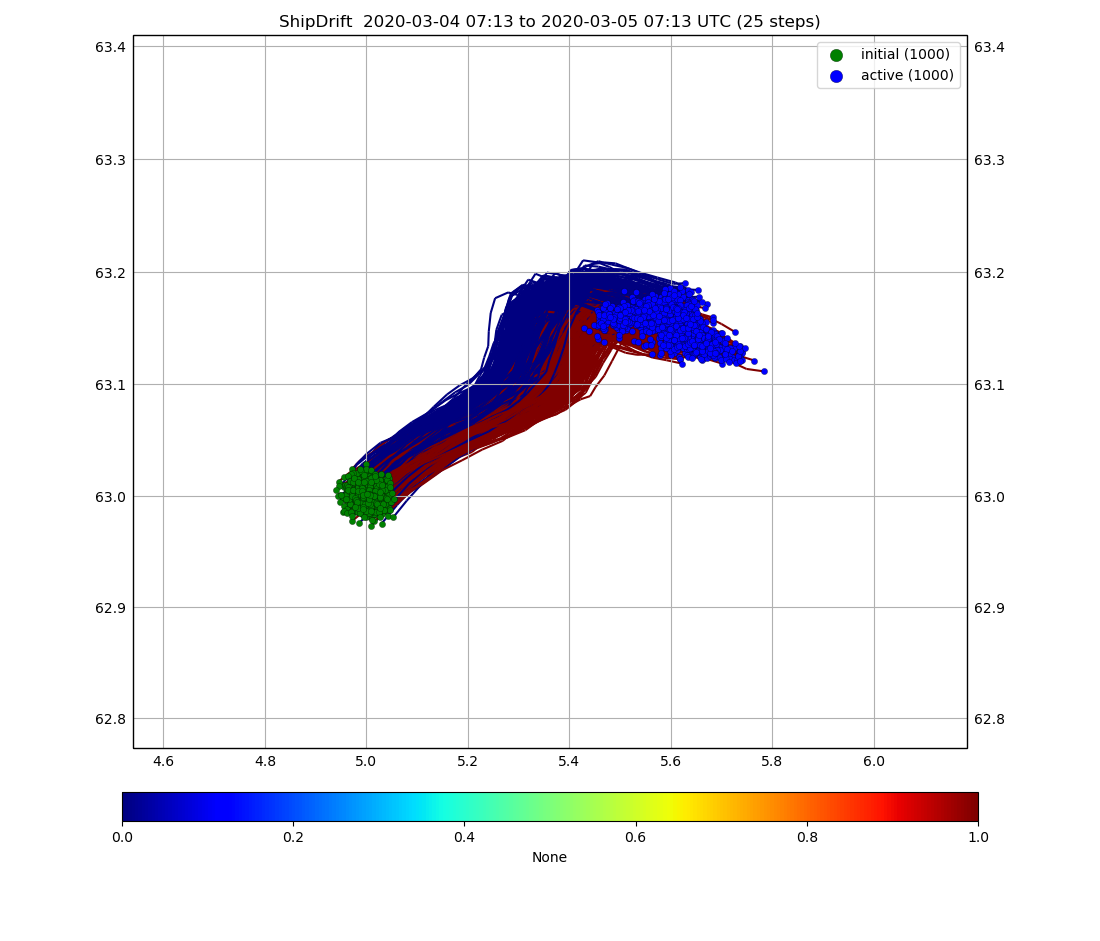 ShipDrift  2020-03-04 07:13 to 2020-03-05 07:13 UTC (25 steps)
initial (1000)
active (1000)
63.4 63.4
63.3 63.3
63.2 63.2
63.1 63.1
63.0 63.0
62.9 62.9
62.8 62.8
4.6 4.8 5.0 5.2 5.4 5.6 5.8 6.0
0.0 0.2 0.4 0.6 0.8 1.0
None